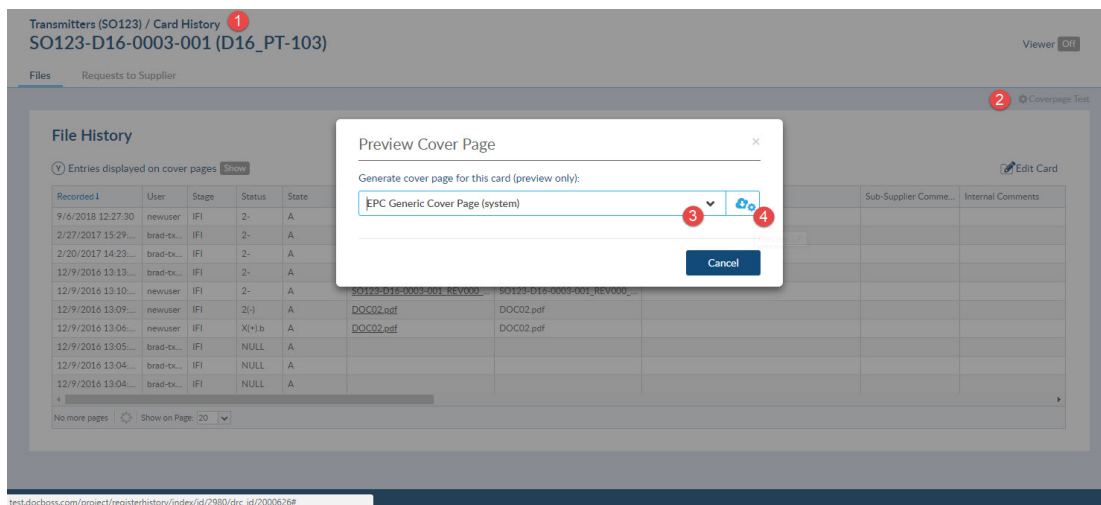 Transmitters (SO123) / Card History 1
SO123-D16-0003-001 (D16_PT-103)
Viewer Off
Files Requests to Supplier
2 Coverpage Test
File History
Preview Cover Page ×
Y Entries displayed on cover pages Show
Edit Card
Generate cover page for this card (preview only):
EPC Generic Cover Page (system)
3 4
Cancel
Recorded User Stage Status State Sub-Supplier Comme... Internal Comments
9/6/2018 12:27:30 newuser IFI 2- A
2/27/2017 15:29:... brad-tx... IFI 2- A
2/20/2017 14:23:... brad-tx... IFI 2- A
12/9/2016 13:13:... brad-tx... IFI 2- A
12/9/2016 13:10:... newuser IFI 2- A SO123-D16-0003-001_REV000_... SO123-D16-0003-001_REV000_...
12/9/2016 13:09:... newuser IFI 2(-) A DOC02.pdf DOC02.pdf
12/9/2016 13:06:... newuser IFI X(+).b A DOC02.pdf DOC02.pdf
12/9/2016 13:05:... brad-tx... IFI NULL A
12/9/2016 13:04:... brad-tx... IFI NULL A
12/9/2016 13:04:... brad-tx... IFI NULL A
No more pages Show on Page: 20
test.docboss.com/project/registerhistory/index/id/2980/drc_id/2000626#